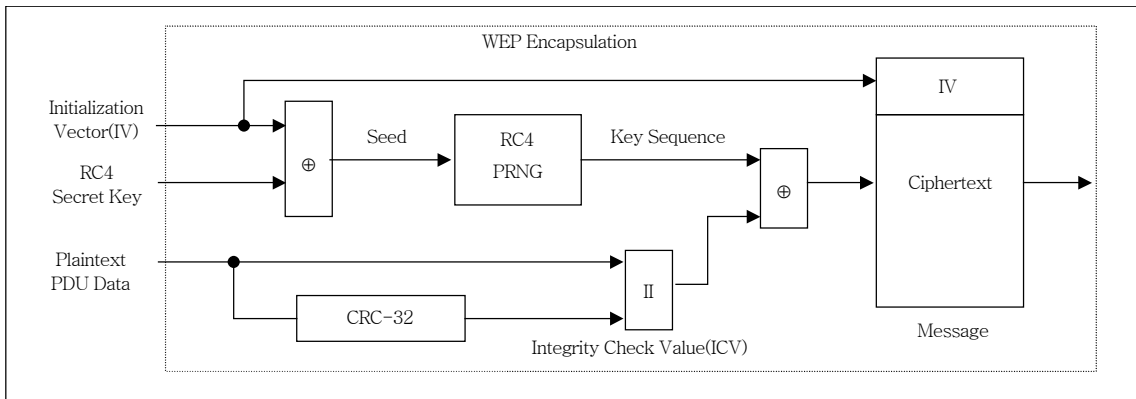 WEP Encapsulation
IV
Initialization
Vector(IV)
⊕
Seed
RC4
PRNG
Key Sequence
RC4
Secret Key
⊕
Ciphertext
Plaintext
PDU Data
II
CRC-32
Integrity Check Value(ICV)
Message